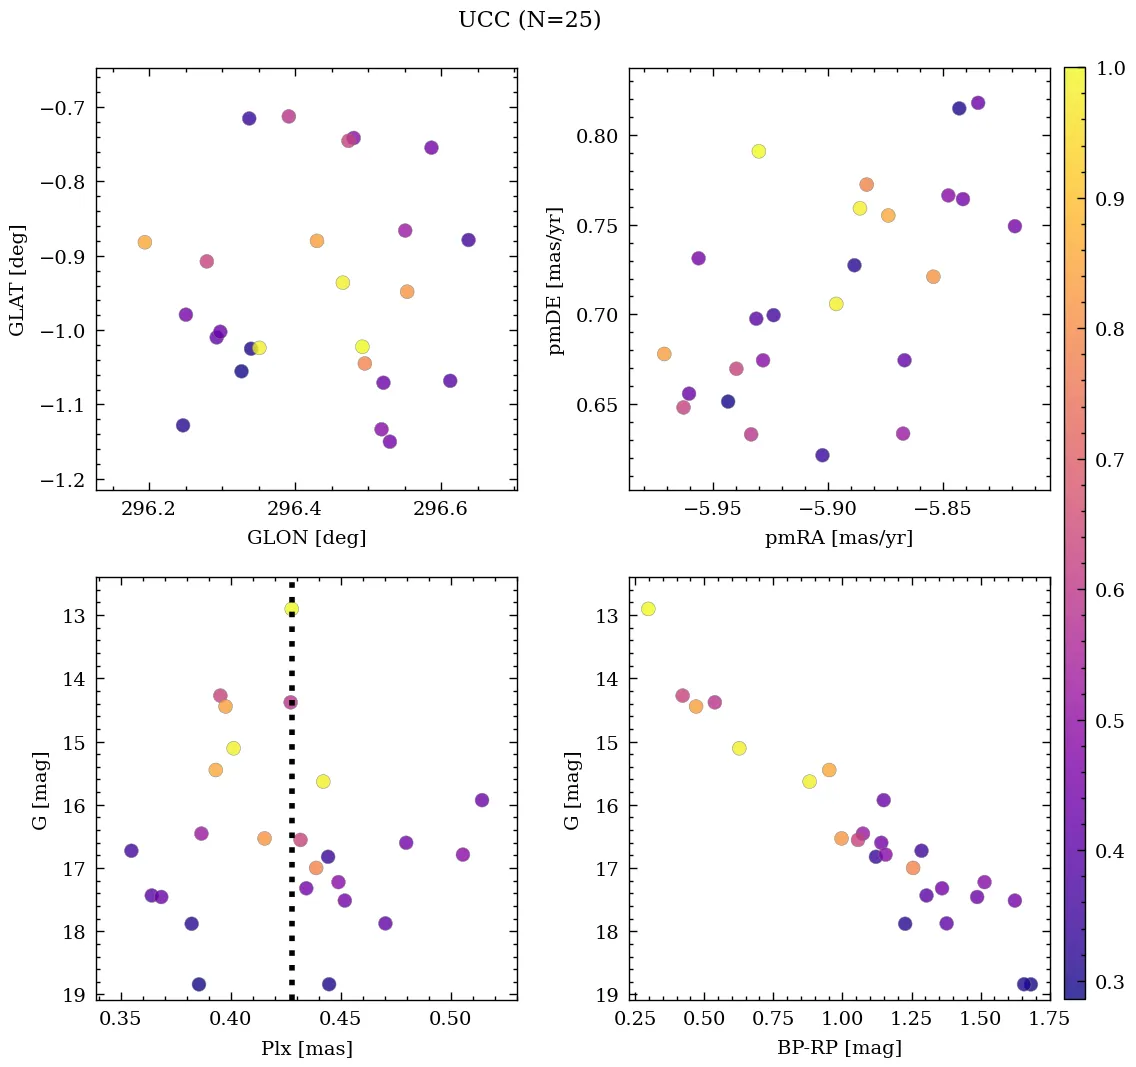 UCC (N=25)
−0.7
−0.8
−0.9
−1.0
−1.1
−1.2
GLAT [deg]
296.2 296.4 296.6
GLON [deg]
0.80
0.75
0.70
0.65
pmDE [mas/yr]
−5.95 −5.90 −5.85
pmRA [mas/yr]
13
14
15
16
17
18
19
G [mag]
0.35 0.40 0.45 0.50
Plx [mas]
13
14
15
16
17
18
19
G [mag]
0.25 0.50 0.75 1.00 1.25 1.50 1.75
BP-RP [mag]
1.0
0.9
0.8
0.7
0.6
0.5
0.4
0.3